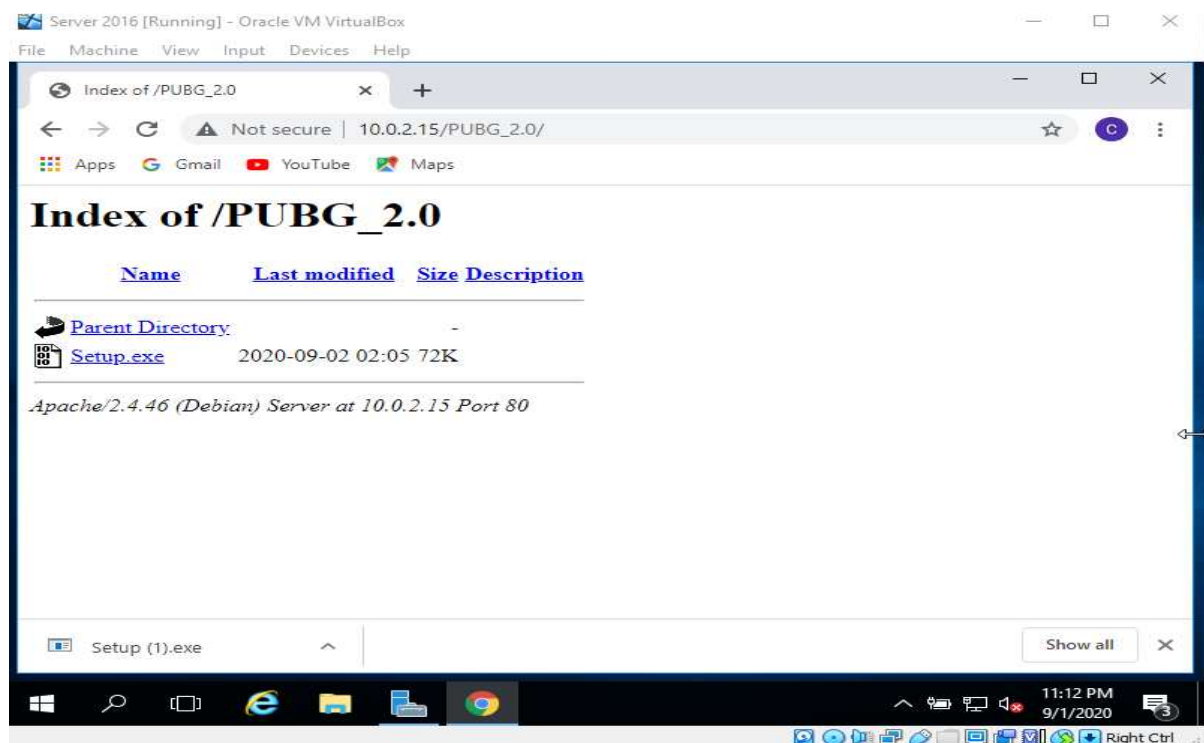 Server 2016 [Running] - Oracle VM VirtualBox
File Machine View Input Devices Help
Index of /PUBG_2.0
Not secure | 10.0.2.15/PUBG_2.0/
C
Apps G Gmail YouTube Maps
Index of /PUBG_2.0
Name Last modified Size Description
Parent Directory -
Setup.exe 2020-09-02 02:05 72K
Apache/2.4.46 (Debian) Server at 10.0.2.15 Port 80
Setup (1).exe Show all
11:12 PM
9/1/2020
3
Right Ctrl